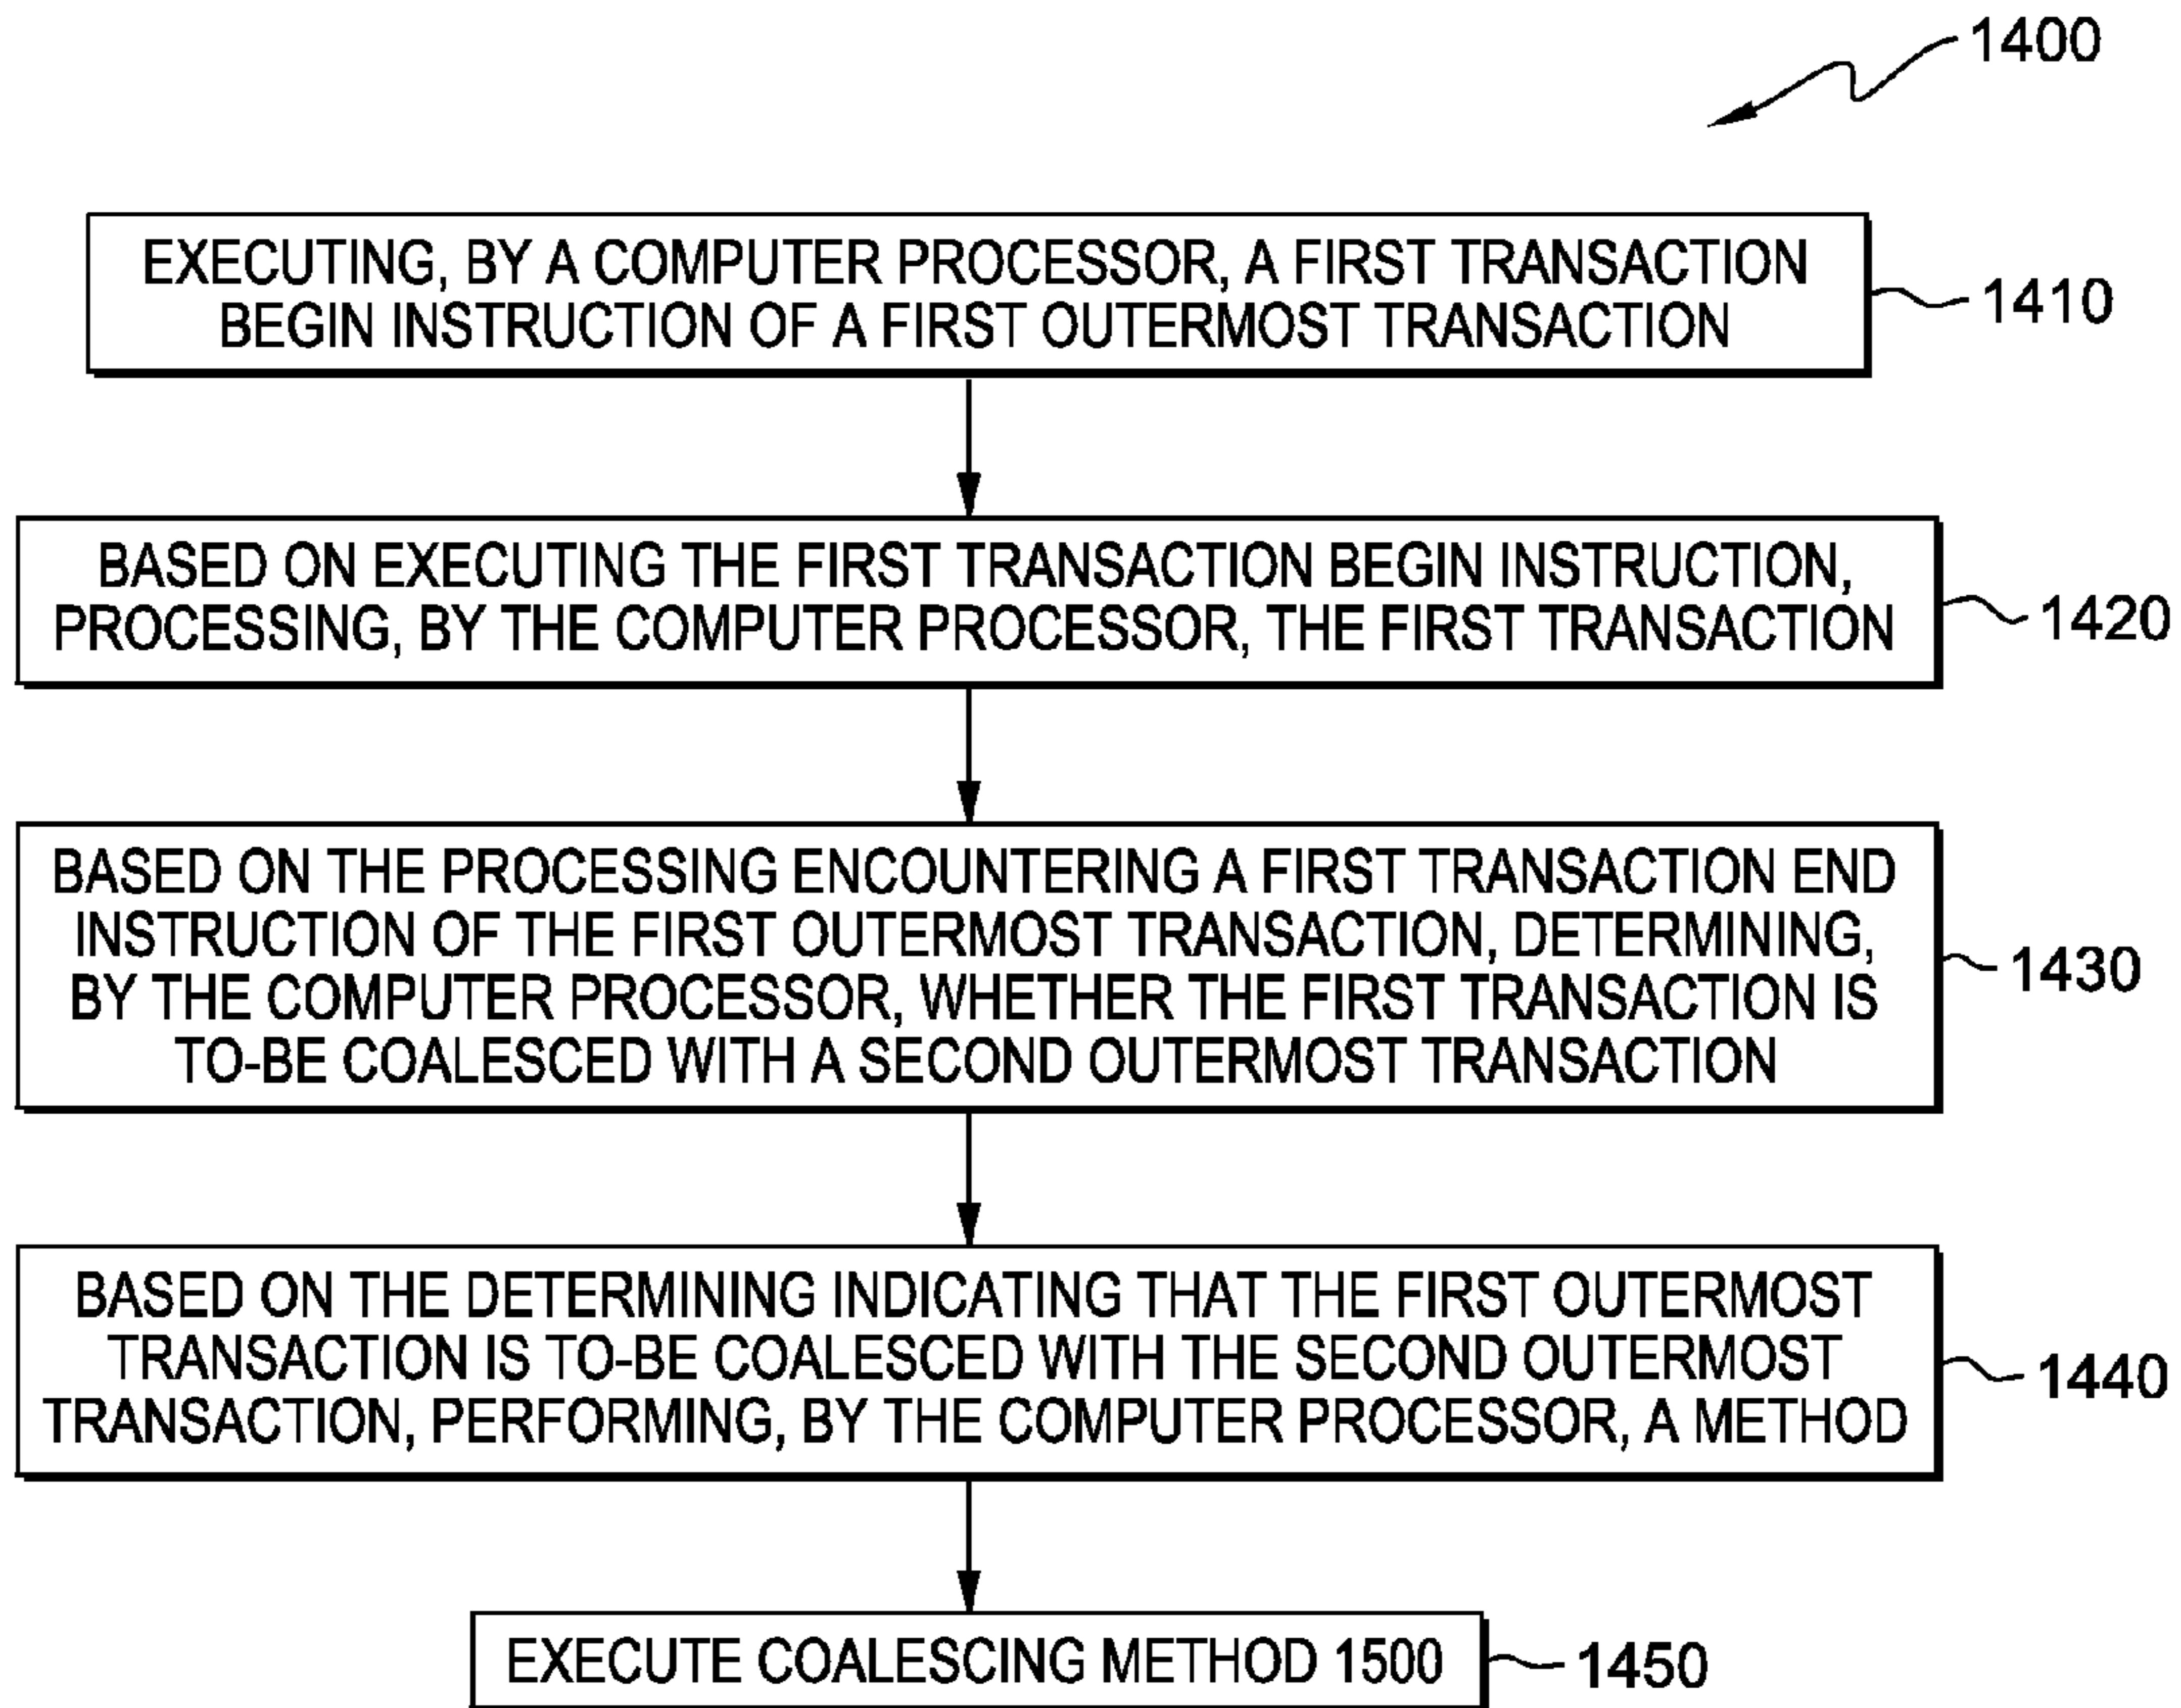 1400
EXECUTING, BY A COMPUTER PROCESSOR, A FIRST TRANSACTION
BEGIN INSTRUCTION OF A FIRST OUTERMOST TRANSACTION
1410
BASED ON EXECUTING THE FIRST TRANSACTION BEGIN INSTRUCTION,
PROCESSING, BY THE COMPUTER PROCESSOR, THE FIRST TRANSACTION
1420
BASED ON THE PROCESSING ENCOUNTERING A FIRST TRANSACTION END
INSTRUCTION OF THE FIRST OUTERMOST TRANSACTION, DETERMINING,
BY THE COMPUTER PROCESSOR, WHETHER THE FIRST TRANSACTION IS
TO-BE COALESCED WITH A SECOND OUTERMOST TRANSACTION
1430
BASED ON THE DETERMINING INDICATING THAT THE FIRST OUTERMOST
TRANSACTION IS TO-BE COALESCED WITH THE SECOND OUTERMOST
TRANSACTION, PERFORMING, BY THE COMPUTER PROCESSOR, A METHOD
1440
EXECUTE COALESCING METHOD 1500
1450